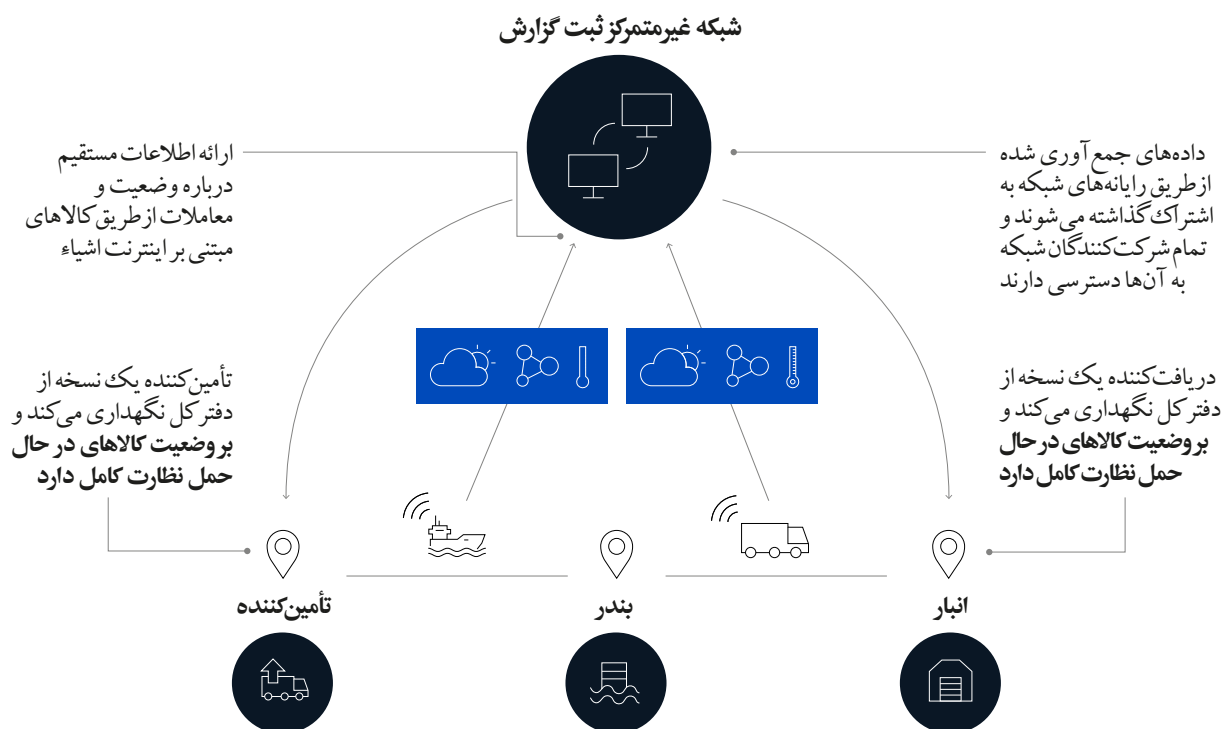 شبکه غیرمتمرکز ثبت گزارش
داده‌های جمع‌آوری شده
ازطریق رایانه‌های شبکه به
اشتراک گذاشته می‌شوند و
تمام شرکت‌کنندگان شبکه
به آن‌ها دسترسی دارند
ارائه اطلاعات مستقیم
درباره وضعیت و
معاملات ازطریق کالاهای
مبتنی بر اینترنت اشیاء
دریافت‌کننده یک نسخه از
دفتر کل نگهداری می‌کند و
بر وضعیت کالاهای در حال
حمل نظارت کامل دارد
تأمین‌کننده یک نسخه از
دفتر کل نگهداری می‌کند و
بر وضعیت کالاهای در حال
حمل نظارت کامل دارد
انبار
بندر
تأمین‌کننده